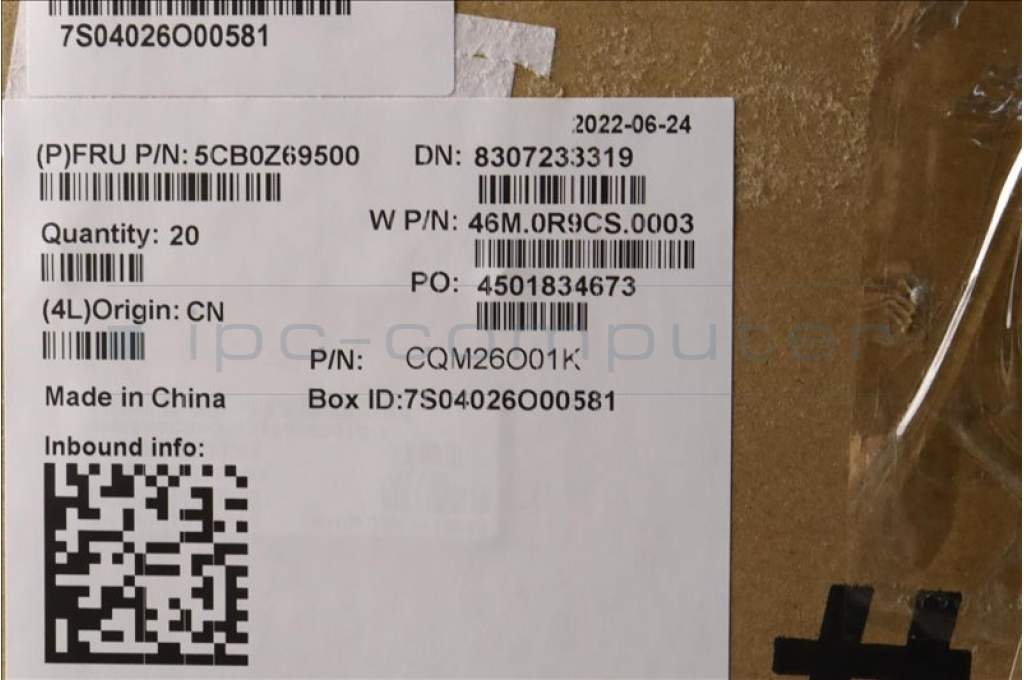 7S04026O00581
2022-06-24
(P)FRU P/N: 5CB0Z69500
DN: 8307233319
W P/N: 46M.0R9CS.0003
Quantity: 20
PO: 4501834673
(4L)Origin: CN
ipc-computer
P/N: CQM26O01K
Made in China
Box ID:7S04026O00581
Inbound info:
#